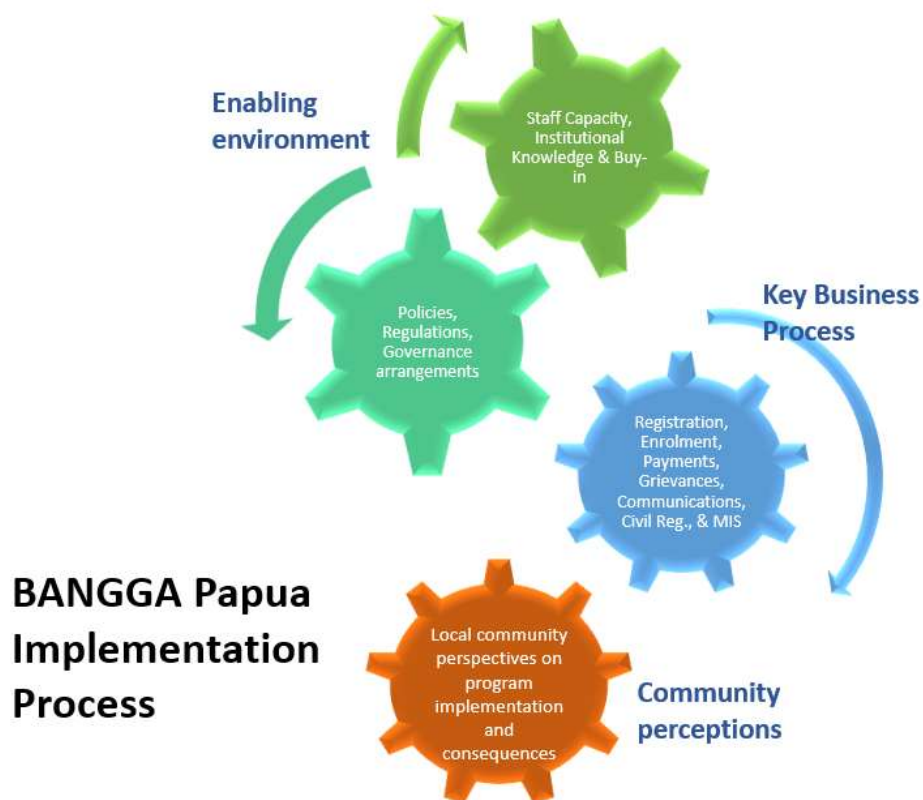 Enabling
environment
Staff Capacity,
Institutional
Knowledge & Buy-
in
Policies,
Regulations,
Governance
arrangements
Key Business
Process
Registration,
Enrolment,
Payments,
Grievances,
Communications,
Civil Reg., & MIS
BANGGA Papua
Implementation
Process
Local community
perspectives on
program
implementation
and
consequences
Community
perceptions